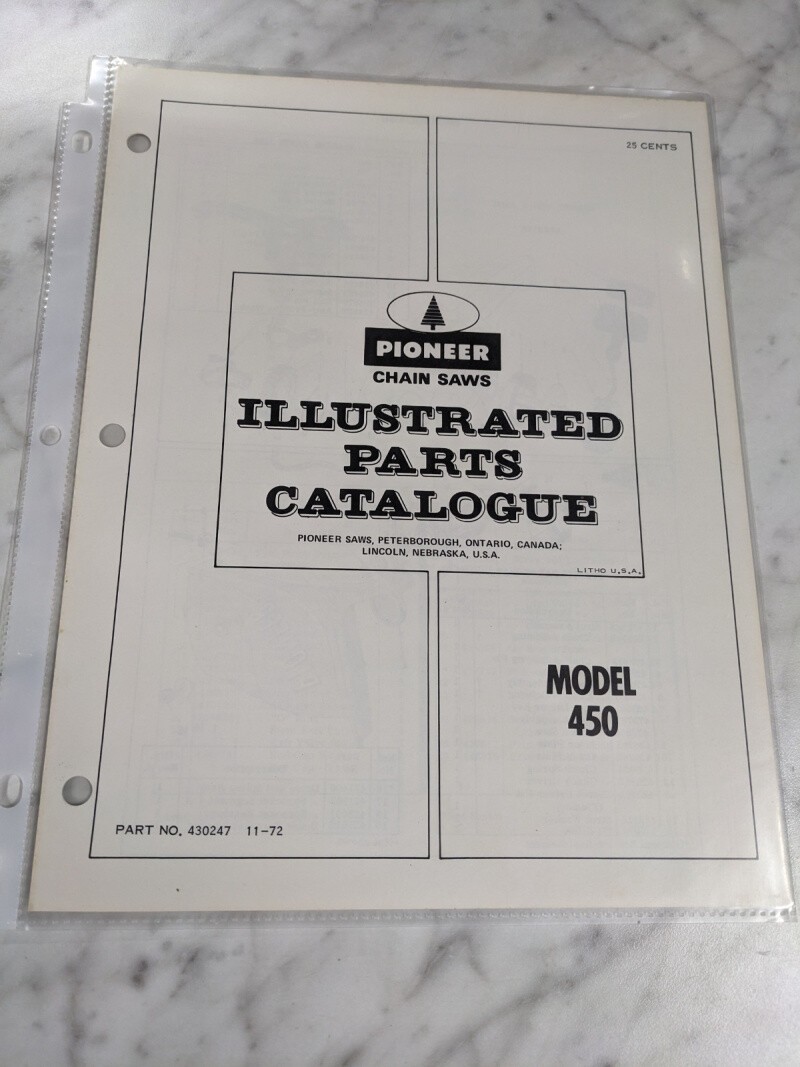 25 CENTS
PIONEER
CHAIN SAWS
ILLUSTRATED
PARTS
CATALOGUE
PIONEER SAWS, PETERBOROUGH, ONTARIO, CANADA;
LINCOLN, NEBRASKA, U.S.A.
LITHO U.S.A.
MODEL
450
PART NO. 430247 11-72